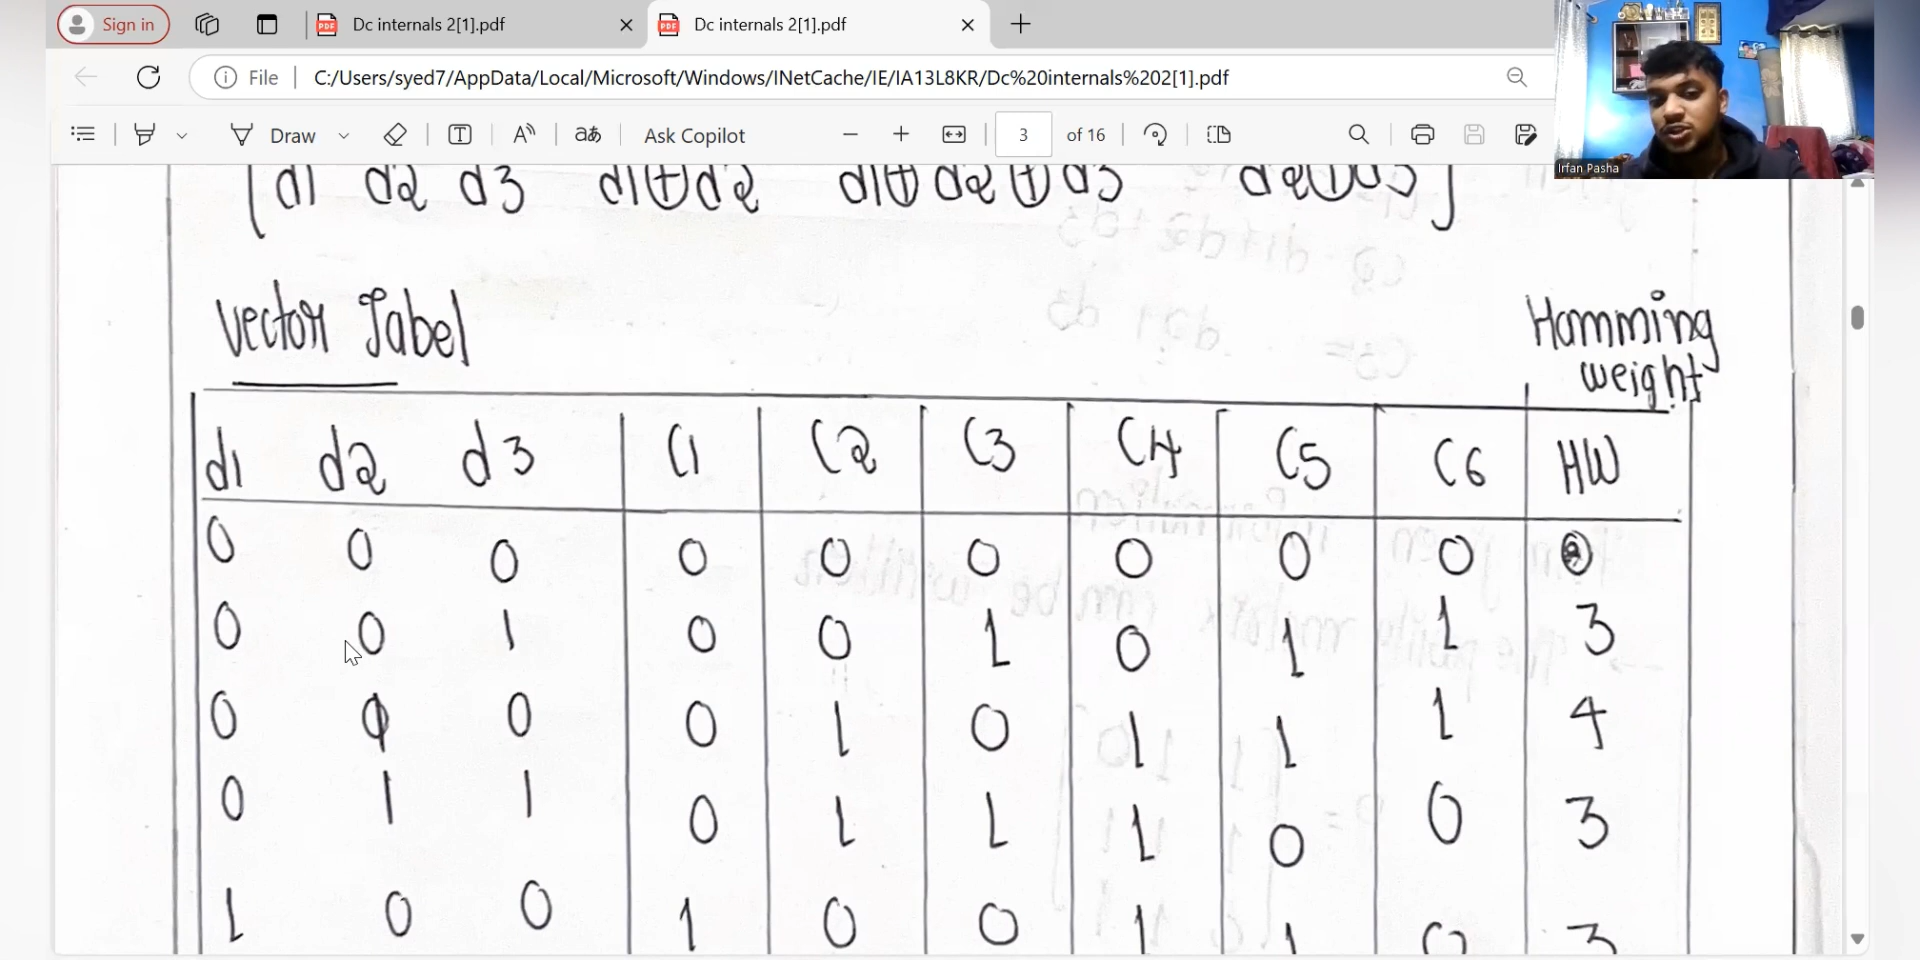 Sign in
Dc internals 2[1].pdf
Dc internals 2[1].pdf
File
C:/Users/syed7/AppData/Local/Microsoft/Windows/INetCache/IE/IA13L8KR/Dc%20internals%202[1].pdf
Draw
Ask Copilot
3 of 16
Irfan Pasha
[d1 d2 d3 d1⊕d2 d1⊕d2⊕d3 d2⊕d3]
Vector Tabel
Hamming
weight
d1 d2 d3 C1 C2 C3 C4 C5 C6 HW
0 0 0 0 0 0 0 0 0 0
0 0 1 0 0 1 0 1 1 3
0 1 0 0 1 0 1 1 1 4
0 1 1 0 1 1 1 0 0 3
1 0 0 1 0 0 1 1 0 3